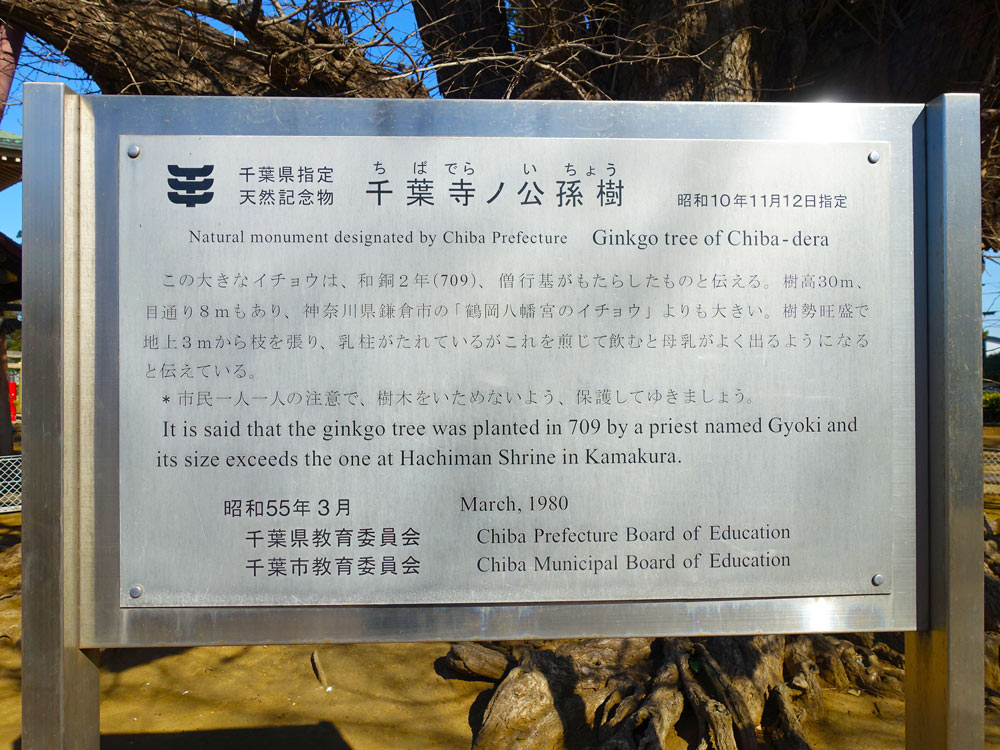 千葉県指定
天然記念物
ちばでら いちょう
千葉寺ノ公孫樹
昭和10年11月12日指定
Natural monument designated by Chiba Prefecture Ginkgo tree of Chiba-dera
この大きなイチョウは、和銅2年(709)、僧行基がもたらしたものと伝える。樹高30m、
目通り8mもあり、神奈川県鎌倉市の「鶴岡八幡宮のイチョウ」よりも大きい。樹勢旺盛で
地上3mから枝を張り、乳柱がたれているがこれを煎じて飲むと母乳がよく出るようになる
と伝えている。
*市民一人一人の注意で、樹木をいためないよう、保護してゆきましょう。
It is said that the ginkgo tree was planted in 709 by a priest named Gyoki and
its size exceeds the one at Hachiman Shrine in Kamakura.
昭和55年3月 March, 1980
千葉県教育委員会 Chiba Prefecture Board of Education
千葉市教育委員会 Chiba Municipal Board of Education